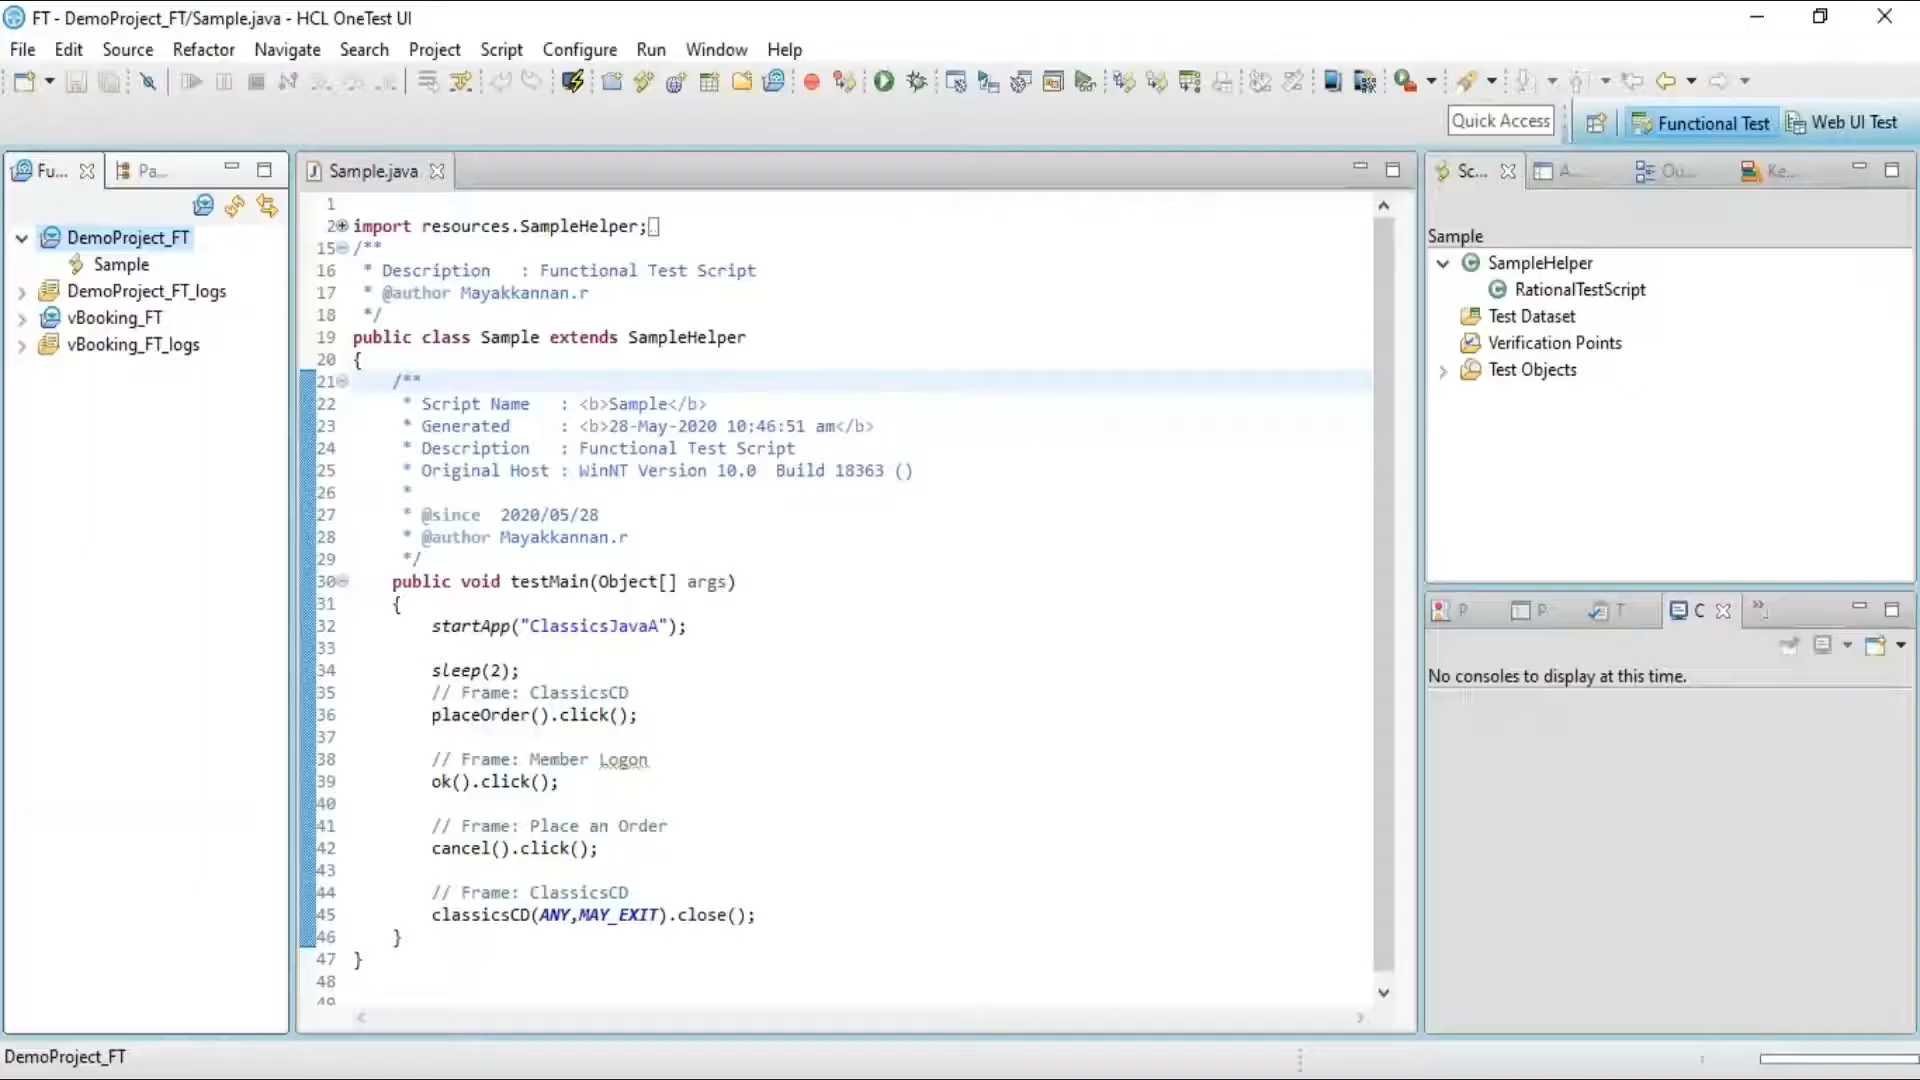 FT - DemoProject_FT/Sample.java - HCL OneTest UI
File Edit Source Refactor Navigate Search Project Script Configure Run Window Help
Quick Access
Functional Test
Web UI Test
Fu...
Pa...
DemoProject_FT
Sample
DemoProject_FT_logs
vBooking_FT
vBooking_FT_logs
Sample.java
1
2 import resources.SampleHelper;
15 /**
16 * Description : Functional Test Script
17 * @author Mayakkannan.r
18 */
19 public class Sample extends SampleHelper
20 {
21 /**
22 * Script Name : <b>Sample</b>
23 * Generated : <b>28-May-2020 10:46:51 am</b>
24 * Description : Functional Test Script
25 * Original Host : WinNT Version 10.0 Build 18363 ()
26 *
27 * @since 2020/05/28
28 * @author Mayakkannan.r
29 */
30 public void testMain(Object[] args)
31 {
32 startApp("ClassicsJavaA");
33
34 sleep(2);
35 // Frame: ClassicsCD
36 placeOrder().click();
37
38 // Frame: Member Logon
39 ok().click();
40
41 // Frame: Place an Order
42 cancel().click();
43
44 // Frame: ClassicsCD
45 classicsCD(ANY,MAY_EXIT).close();
46 }
47 }
48
49
Sc...
A...
Ou...
Ke...
Sample
SampleHelper
RationalTestScript
Test Dataset
Verification Points
Test Objects
P
P
T
C
No consoles to display at this time.
DemoProject_FT